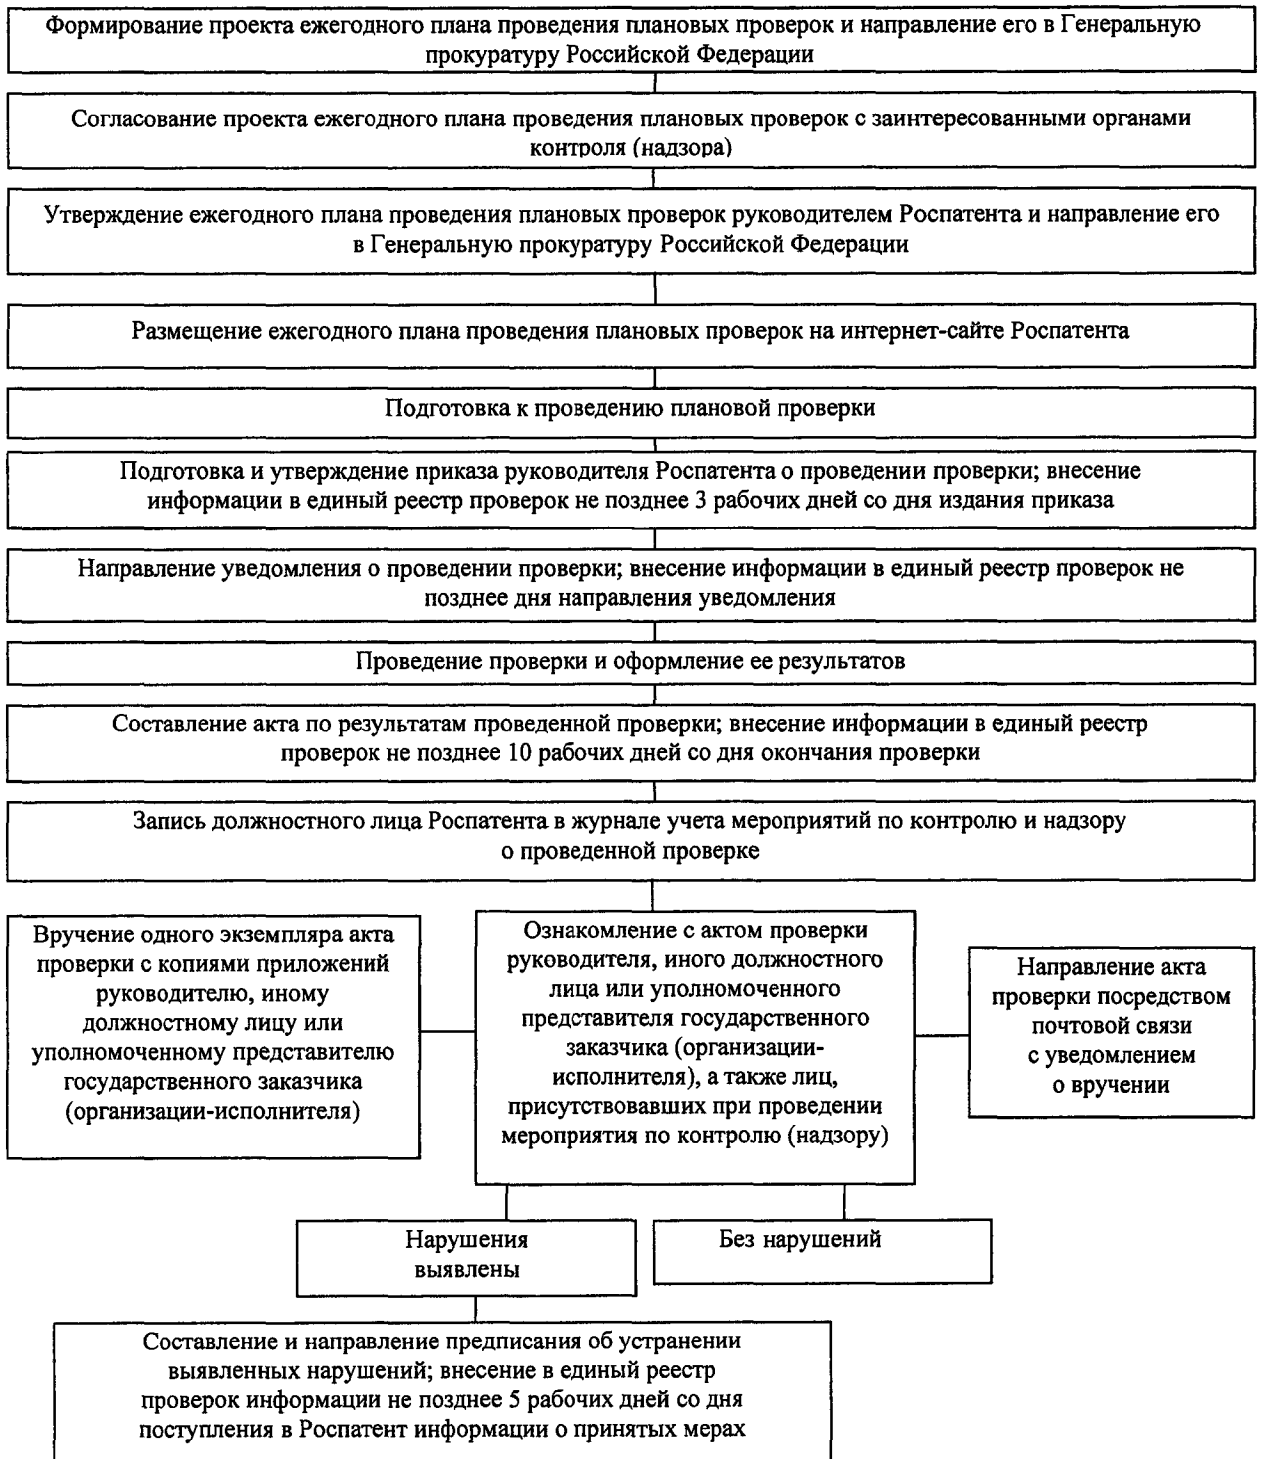 Формирование проекта ежегодного плана проведения плановых проверок и направление его в Генеральную
прокуратуру Российской Федерации
Согласование проекта ежегодного плана проведения плановых проверок с заинтересованными органами
контроля (надзора)
Утверждение ежегодного плана проведения плановых проверок руководителем Роспатента и направление его
в Генеральную прокуратуру Российской Федерации
Размещение ежегодного плана проведения плановых проверок на интернет-сайте Роспатента
Подготовка к проведению плановой проверки
Подготовка и утверждение приказа руководителя Роспатента о проведении проверки; внесение
информации в единый реестр проверок не позднее 3 рабочих дней со дня издания приказа
Направление уведомления о проведении проверки; внесение информации в единый реестр проверок не
позднее дня направления уведомления
Проведение проверки и оформление ее результатов
Составление акта по результатам проведенной проверки; внесение информации в единый реестр
проверок не позднее 10 рабочих дней со дня окончания проверки
Запись должностного лица Роспатента в журнале учета мероприятий по контролю и надзору
о проведенной проверке
Вручение одного экземпляра акта
проверки с копиями приложений
руководителю, иному
должностному лицу или
уполномоченному представителю
государственного заказчика
(организации-исполнителя)
Ознакомление с актом проверки
руководителя, иного должностного
лица или уполномоченного
представителя государственного
заказчика (организации-
исполнителя), а также лиц,
присутствовавших при проведении
мероприятия по контролю (надзору)
Направление акта
проверки посредством
почтовой связи
с уведомлением
о вручении
Нарушения
выявлены
Без нарушений
Составление и направление предписания об устранении
выявленных нарушений; внесение в единый реестр
проверок информации не позднее 5 рабочих дней со дня
поступления в Роспатент информации о принятых мерах